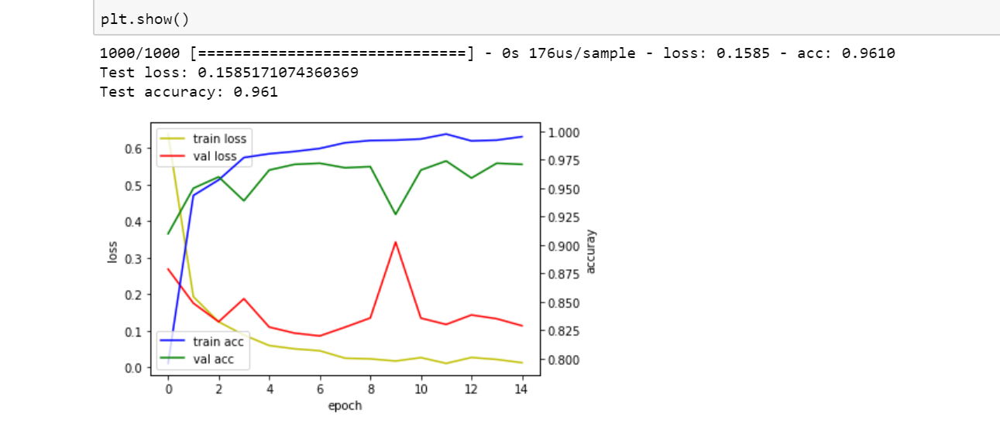 plt.show()
1000/1000 [==============================] - 0s 176us/sample - loss: 0.1585 - acc: 0.9610
Test loss: 0.1585171074360369
Test accuracy: 0.961
train loss
val loss
train acc
val acc
0.6
0.5
0.4
0.3
0.2
0.1
0.0
loss
1.000
0.975
0.950
0.925
0.900
0.875
0.850
0.825
0.800
accuray
0 2 4 6 8 10 12 14
epoch